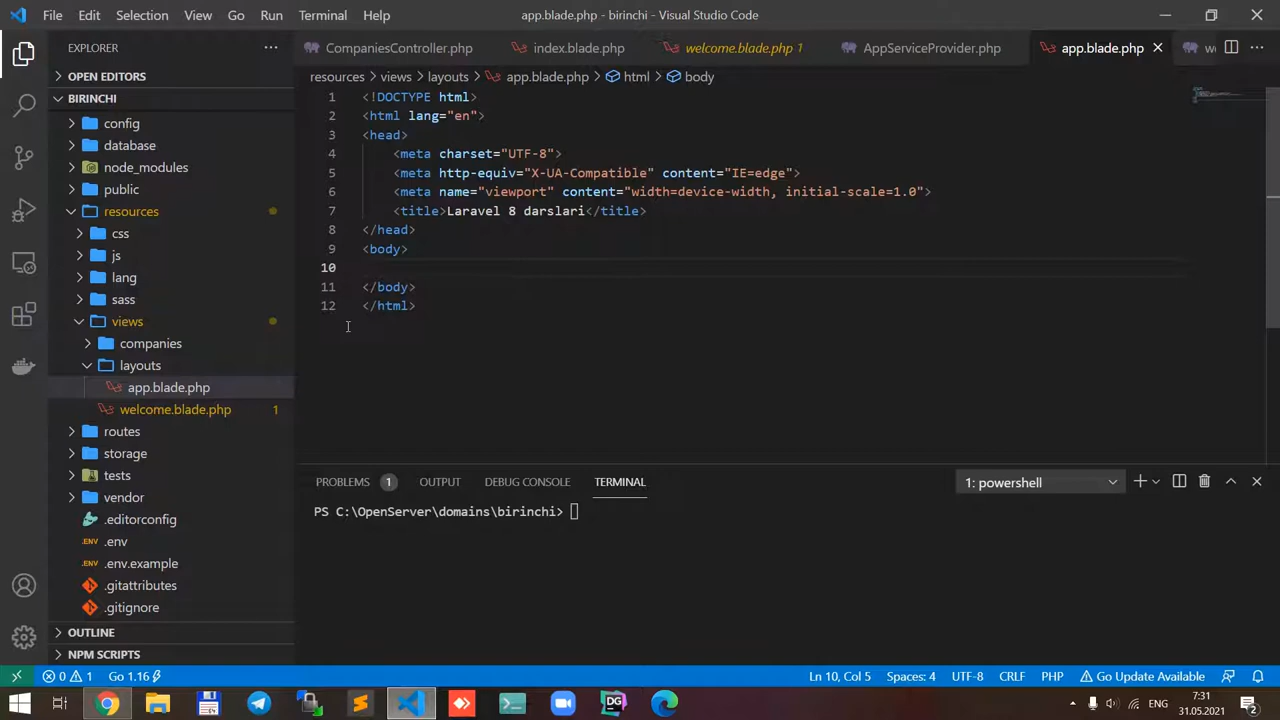 File Edit Selection View Go Run Terminal Help
app.blade.php - birinchi - Visual Studio Code
EXPLORER
OPEN EDITORS
BIRINCHI
config
database
node_modules
public
resources
css
js
lang
sass
views
companies
layouts
app.blade.php
welcome.blade.php 1
routes
storage
tests
vendor
.editorconfig
.env
.env.example
.gitattributes
.gitignore
OUTLINE
NPM SCRIPTS
CompaniesController.php index.blade.php welcome.blade.php 1 AppServiceProvider.php app.blade.php
resources > views > layouts > app.blade.php > html > body
1 <!DOCTYPE html>
2 <html lang="en">
3 <head>
4 <meta charset="UTF-8">
5 <meta http-equiv="X-UA-Compatible" content="IE=edge">
6 <meta name="viewport" content="width=device-width, initial-scale=1.0">
7 <title>Laravel 8 darslari</title>
8 </head>
9 <body>
10
11 </body>
12 </html>
PROBLEMS 1 OUTPUT DEBUG CONSOLE TERMINAL 1: powershell
PS C:\OpenServer\domains\birinchi>
0 1 Go 1.16 Ln 10, Col 5 Spaces: 4 UTF-8 CRLF PHP Go Update Available
DG ENG 7:31
31.05.2021 2